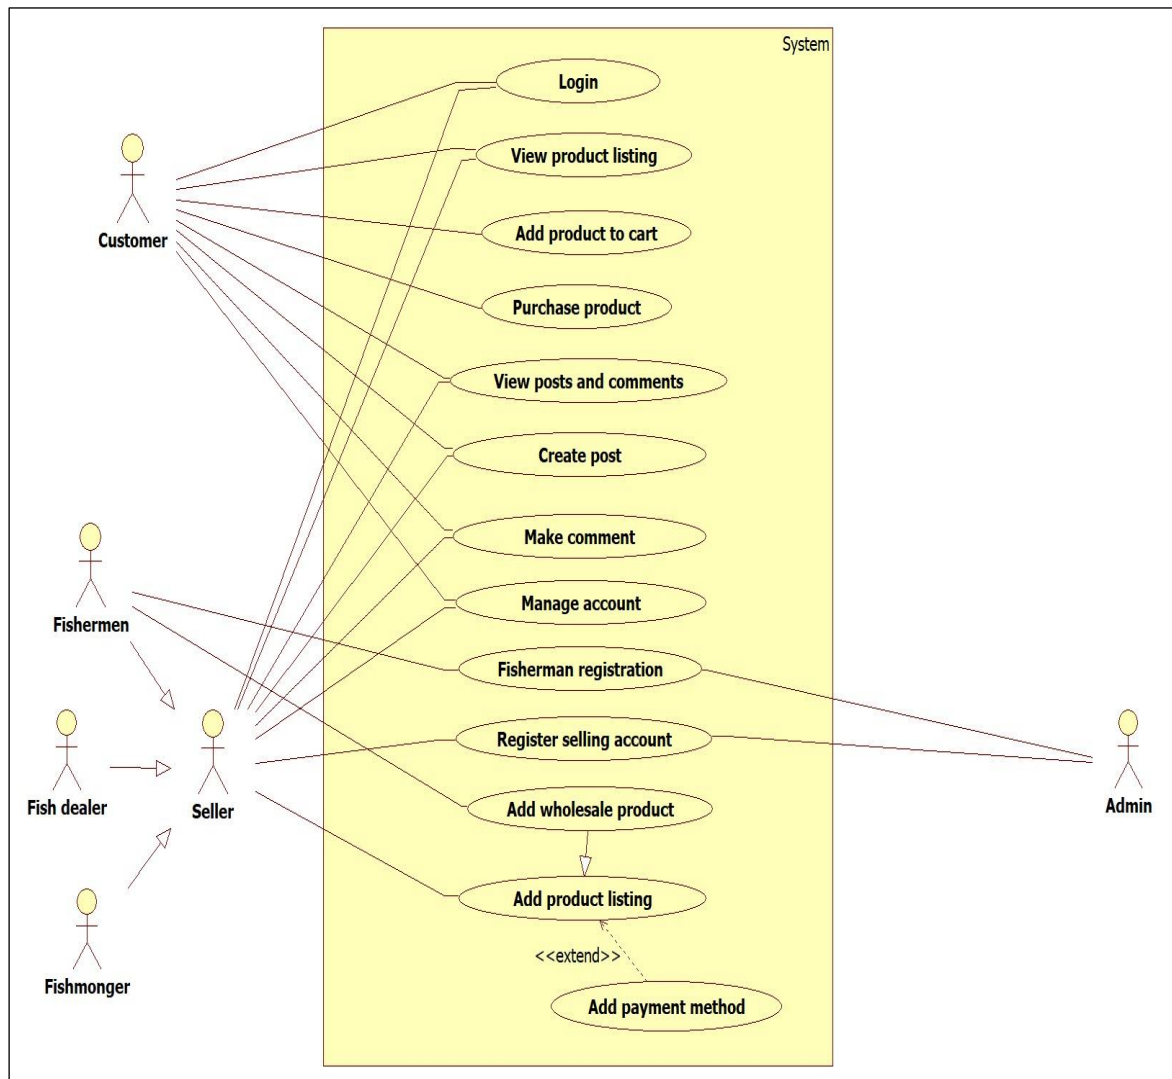 System
Login
View product listing
Customer
Add product to cart
Purchase product
View posts and comments
Create post
Make comment
Fishermen
Manage account
Fisherman registration
Register selling account
Fish dealer
Seller
Add wholesale product
Admin
Add product listing
<<extend>>
Fishmonger
Add payment method